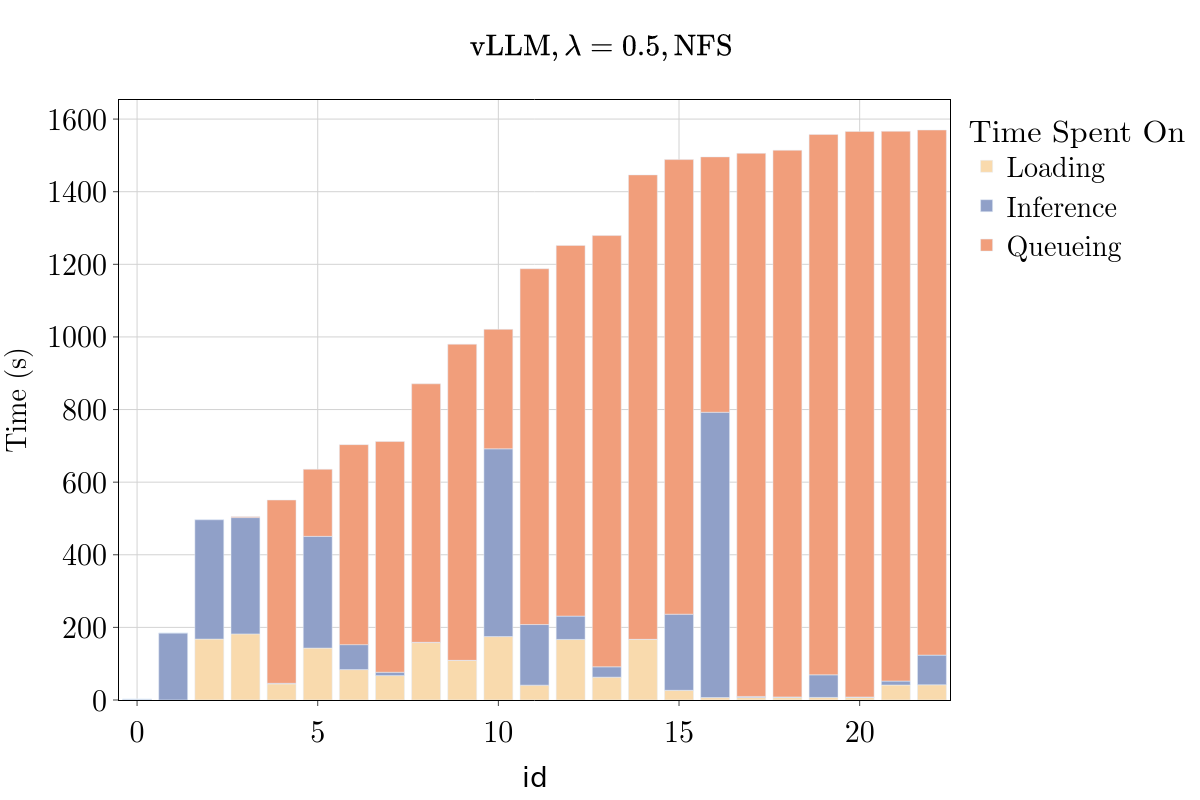 vLLM, λ = 0.5, NFS
1600
1400
1200
1000
800
600
400
200
0
Time (s)
0 5 10 15 20
id
Time Spent On
Loading
Inference
Queueing